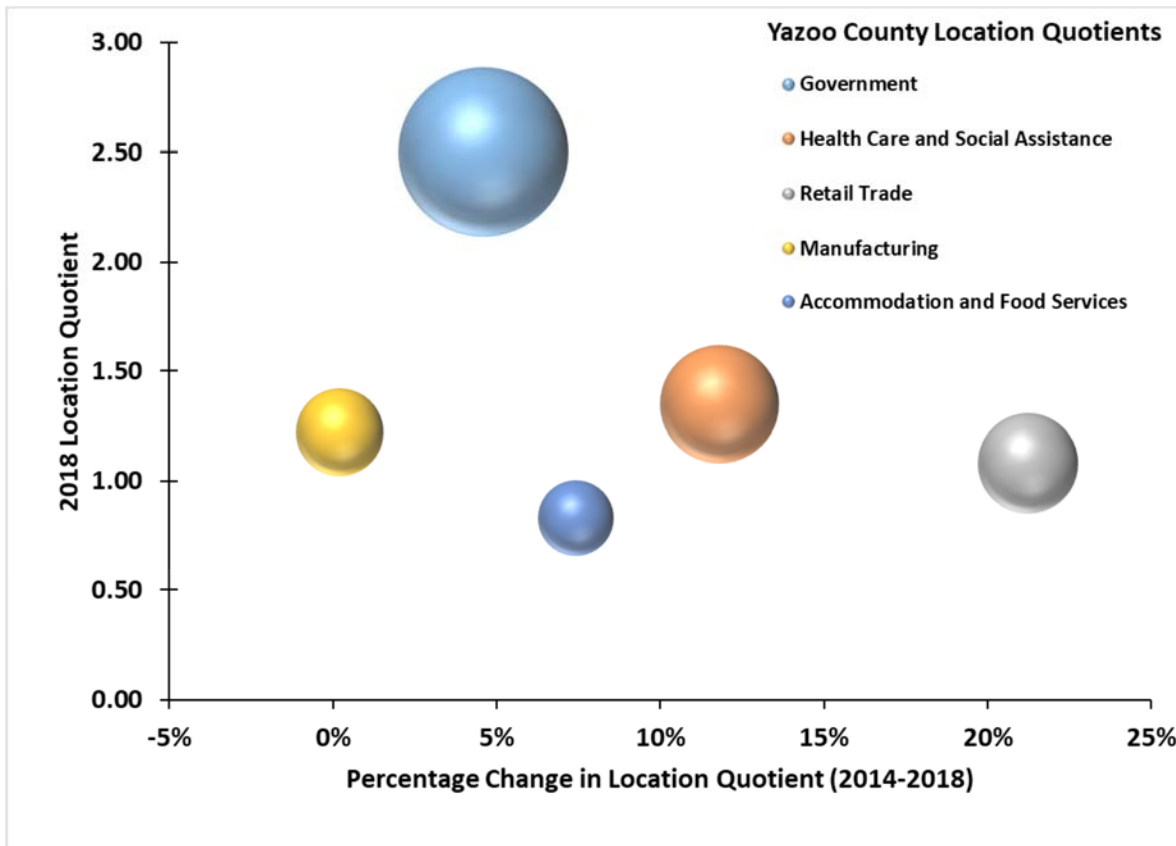 Yazoo County Location Quotients
Government
Health Care and Social Assistance
Retail Trade
Manufacturing
Accommodation and Food Services
2018 Location Quotient
3.00
2.50
2.00
1.50
1.00
0.50
0.00
-5% 0% 5% 10% 15% 20% 25%
Percentage Change in Location Quotient (2014-2018)